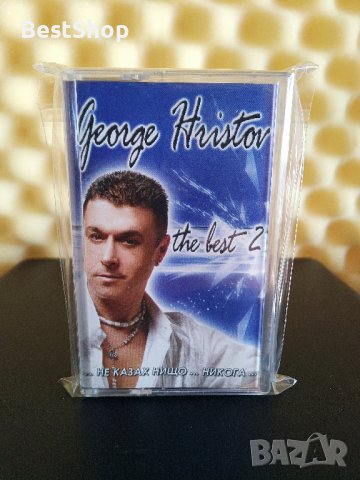 BestShop
George Hristov
the best 2
... НЕ КАЗАХ НИЩО ... НИКОГА ...
BAZAR